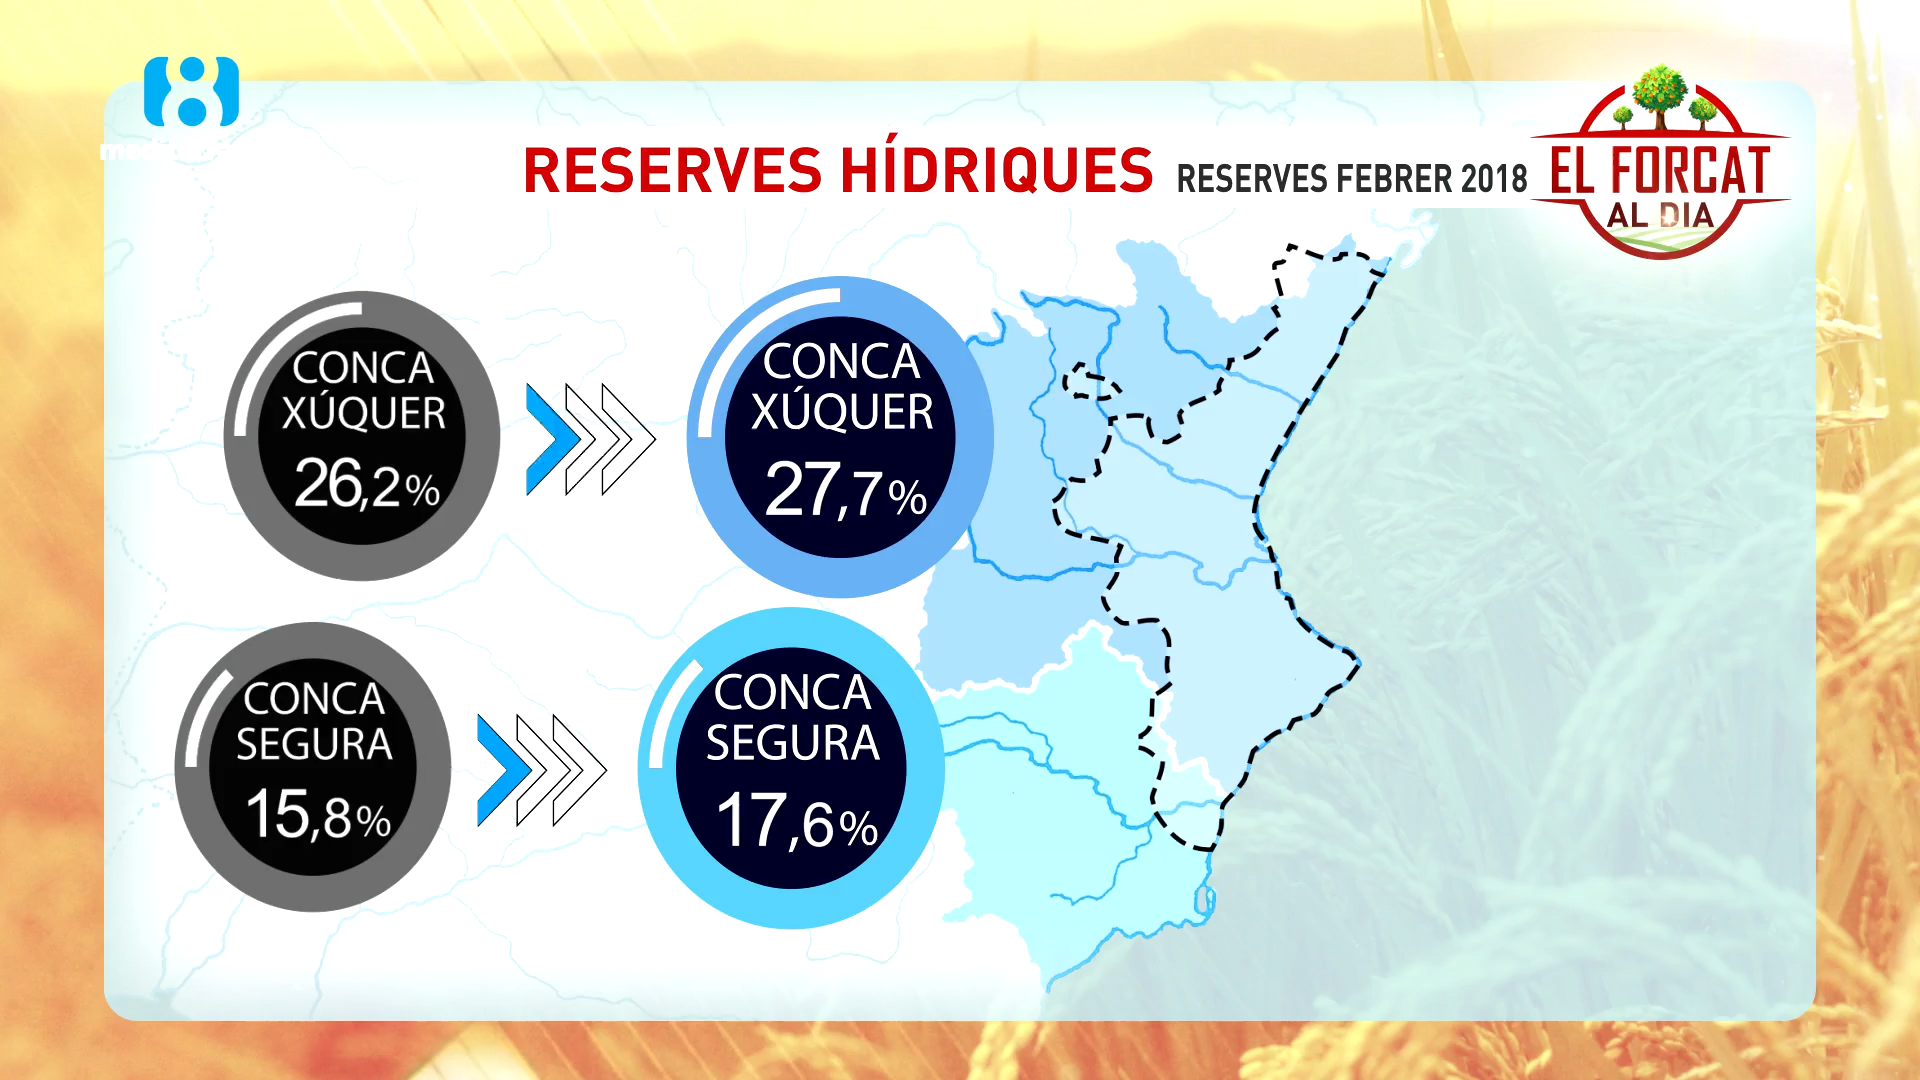 RESERVES HÍDRIQUES RESERVES FEBRER 2018
EL FORCAT
AL DIA
CONCA
XÚQUER
26,2%
CONCA
XÚQUER
27,7%
CONCA
SEGURA
15,8%
CONCA
SEGURA
17,6%
8